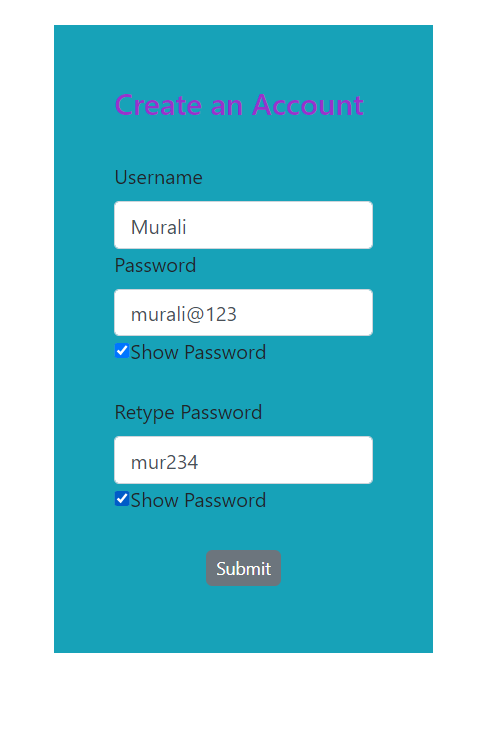 Create an Account
Username
Murali
Password
murali@123
Show Password
Retype Password
mur234
Show Password
Submit